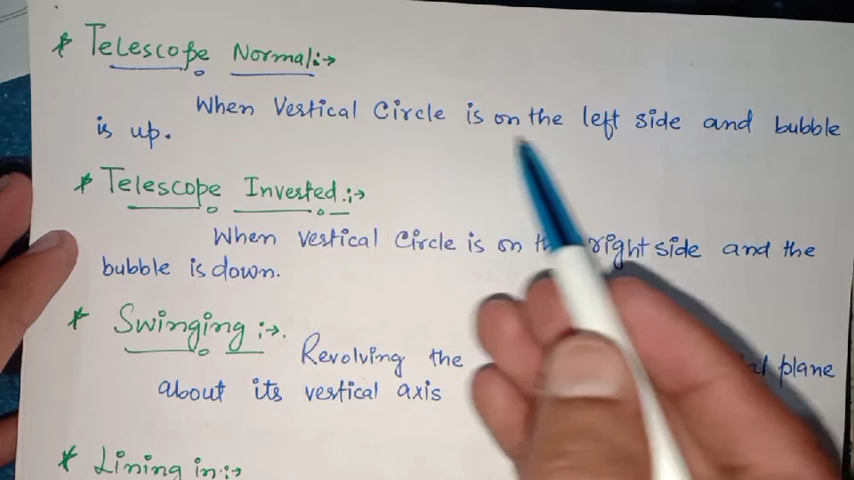 * Telescope Normal :→
When Vertical Circle is on the left side and bubble
is up.
* Telescope Inverted :→
When vertical Circle is on right side and the
bubble is down.
* Swinging :→
Revolving the plane
about its vertical axis
* Lining in :→